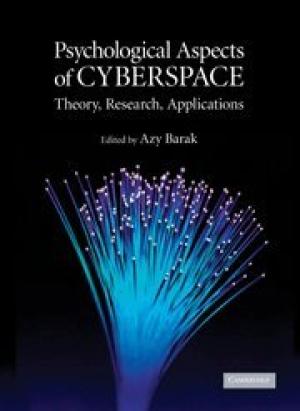 Psychological Aspects
of CYBERSPACE
Theory, Research, Applications
Edited by Azy Barak
CAMBRIDGE